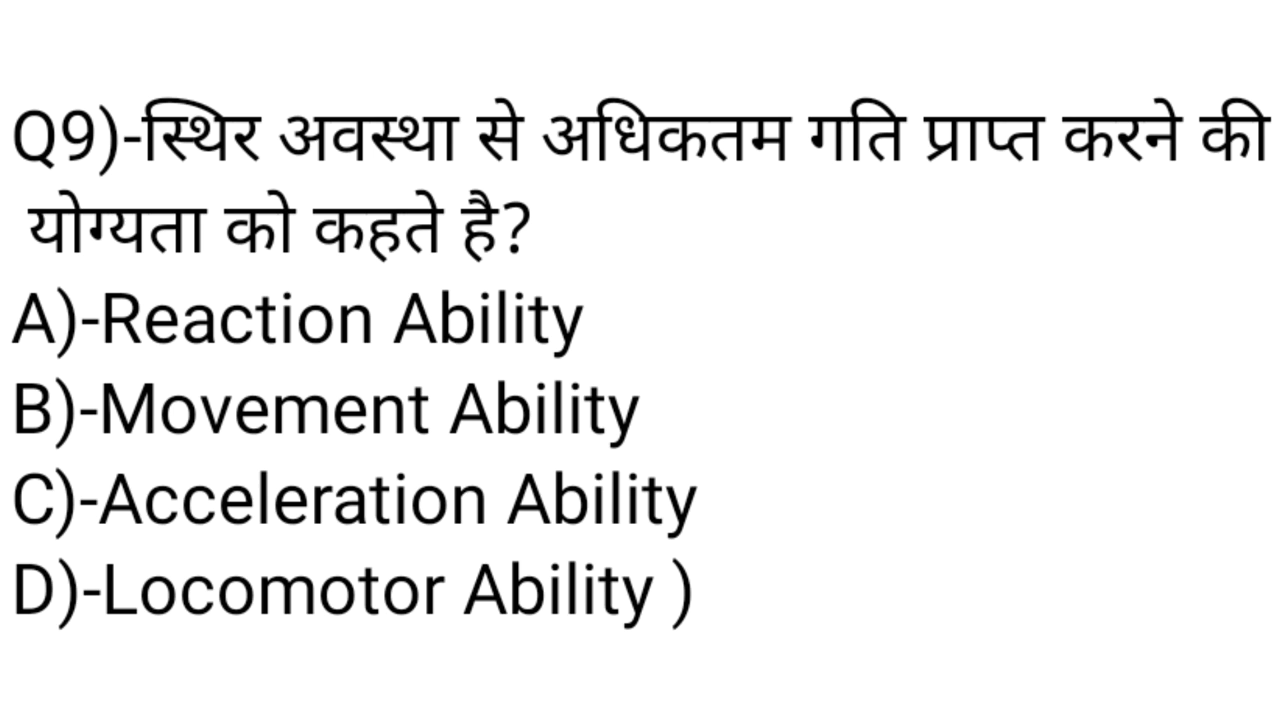 Q9)-स्थिर अवस्था से अधिकतम गति प्राप्त करने की
योग्यता को कहते है?
A)-Reaction Ability
B)-Movement Ability
C)-Acceleration Ability
D)-Locomotor Ability )